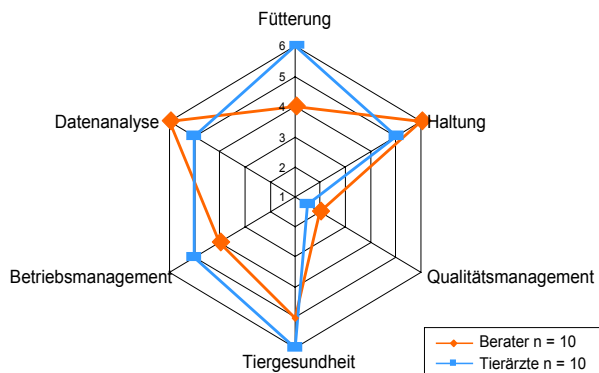 Fütterung
6
5
4
3
2
1
Datenanalyse
Haltung
Betriebsmanagement
Qualitätsmanagement
Tiergesundheit
Berater n = 10
Tierärzte n = 10